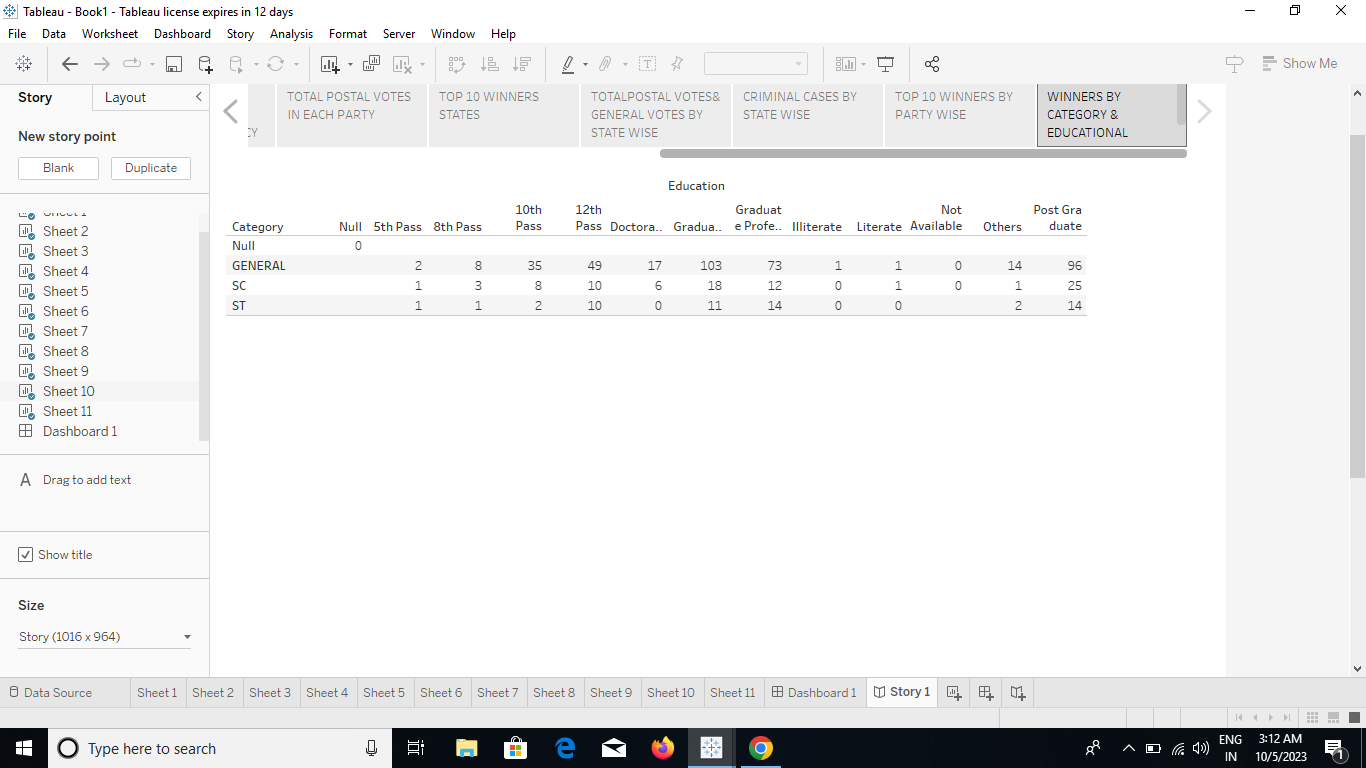 Tableau - Book1 - Tableau license expires in 12 days
File Data Worksheet Dashboard Story Analysis Format Server Window Help
Show Me
Story Layout
New story point
Blank Duplicate
Sheet 1
Sheet 2
Sheet 3
Sheet 4
Sheet 5
Sheet 6
Sheet 7
Sheet 8
Sheet 9
Sheet 10
Sheet 11
Dashboard 1
A Drag to add text
Show title
Size
Story (1016 x 964)
CY
TOTAL POSTAL VOTES
IN EACH PARTY
TOP 10 WINNERS
STATES
TOTALPOSTAL VOTES&
GENERAL VOTES BY
STATE WISE
CRIMINAL CASES BY
STATE WISE
TOP 10 WINNERS BY
PARTY WISE
WINNERS BY
CATEGORY &
EDUCATIONAL
Education
Category Null 5th Pass 8th Pass 10th Pass 12th Pass Doctora.. Gradua.. Graduat e Profe.. Illiterate Literate Not Available Others Post Gra duate
Null 0
GENERAL 2 8 35 49 17 103 73 1 1 0 14 96
SC 1 3 8 10 6 18 12 0 1 0 1 25
ST 1 1 2 10 0 11 14 0 0 2 14
Data Source Sheet 1 Sheet 2 Sheet 3 Sheet 4 Sheet 5 Sheet 6 Sheet 7 Sheet 8 Sheet 9 Sheet 10 Sheet 11 Dashboard 1 Story 1
Type here to search
ENG
IN
3:12 AM
10/5/2023
1